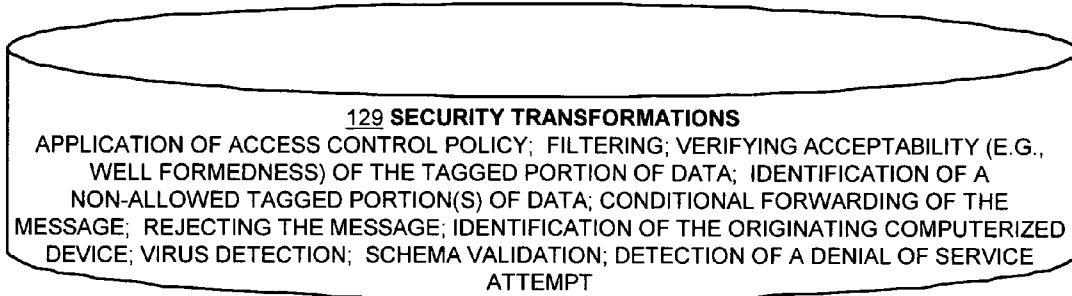 129 SECURITY TRANSFORMATIONS
APPLICATION OF ACCESS CONTROL POLICY; FILTERING; VERIFYING ACCEPTABILITY (E.G.,
WELL FORMEDNESS) OF THE TAGGED PORTION OF DATA; IDENTIFICATION OF A
NON-ALLOWED TAGGED PORTION(S) OF DATA; CONDITIONAL FORWARDING OF THE
MESSAGE; REJECTING THE MESSAGE; IDENTIFICATION OF THE ORIGINATING COMPUTERIZED
DEVICE; VIRUS DETECTION; SCHEMA VALIDATION; DETECTION OF A DENIAL OF SERVICE
ATTEMPT